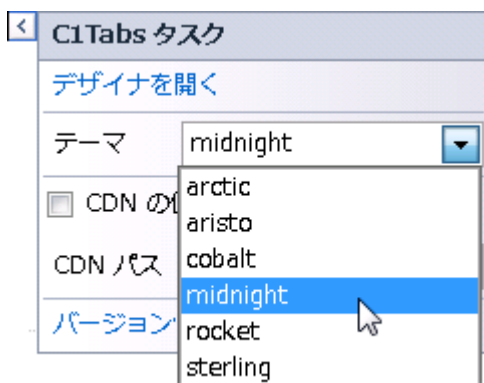 C1Tabs タスク
デザイナを開く
テーマ midnight
arctic
CDN の
aristo
CDN パス cobalt
midnight
バージョン
rocket
sterling